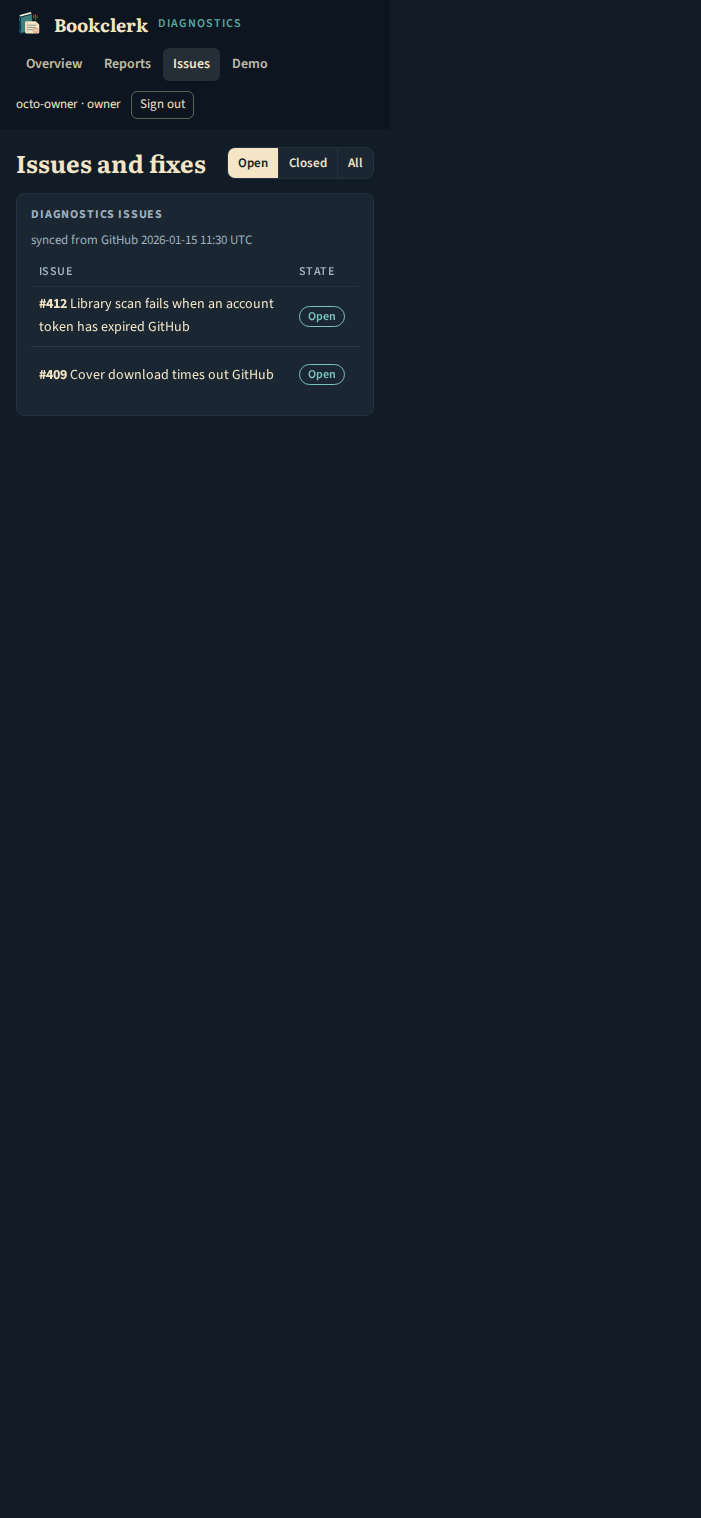 Bookclerk DIAGNOSTICS
Overview Reports Issues Demo
octo-owner · owner Sign out
Issues and fixes Open Closed All
DIAGNOSTICS ISSUES
synced from GitHub 2026-01-15 11:30 UTC
ISSUE STATE
#412 Library scan fails when an account
token has expired GitHub Open
#409 Cover download times out GitHub Open